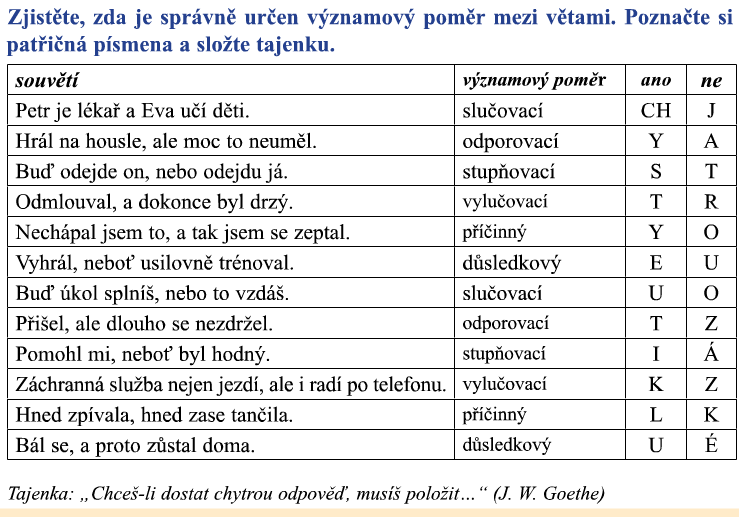 Zjistěte, zda je správně určen významový poměr mezi větami. Poznačte si
patřičná písmena a složte tajenku.
souvětí významový poměr ano ne
Petr je lékař a Eva učí děti. slučovací CH J
Hrál na housle, ale moc to neuměl. odporovací Y A
Buď odejde on, nebo odejdu já. stupňovací S T
Odmlouval, a dokonce byl drzý. vylučovací T R
Nechápal jsem to, a tak jsem se zeptal. příčinný Y O
Vyhrál, neboť usilovně trénoval. důsledkový E U
Buď úkol splníš, nebo to vzdáš. slučovací U O
Přišel, ale dlouho se nezdržel. odporovací T Z
Pomohl mi, neboť byl hodný. stupňovací I Á
Záchranná služba nejen jezdí, ale i radí po telefonu. vylučovací K Z
Hned zpívala, hned zase tančila. příčinný L K
Bál se, a proto zůstal doma. důsledkový U É
Tajenka: „Chceš-li dostat chytrou odpověď, musíš položit…“ (J. W. Goethe)